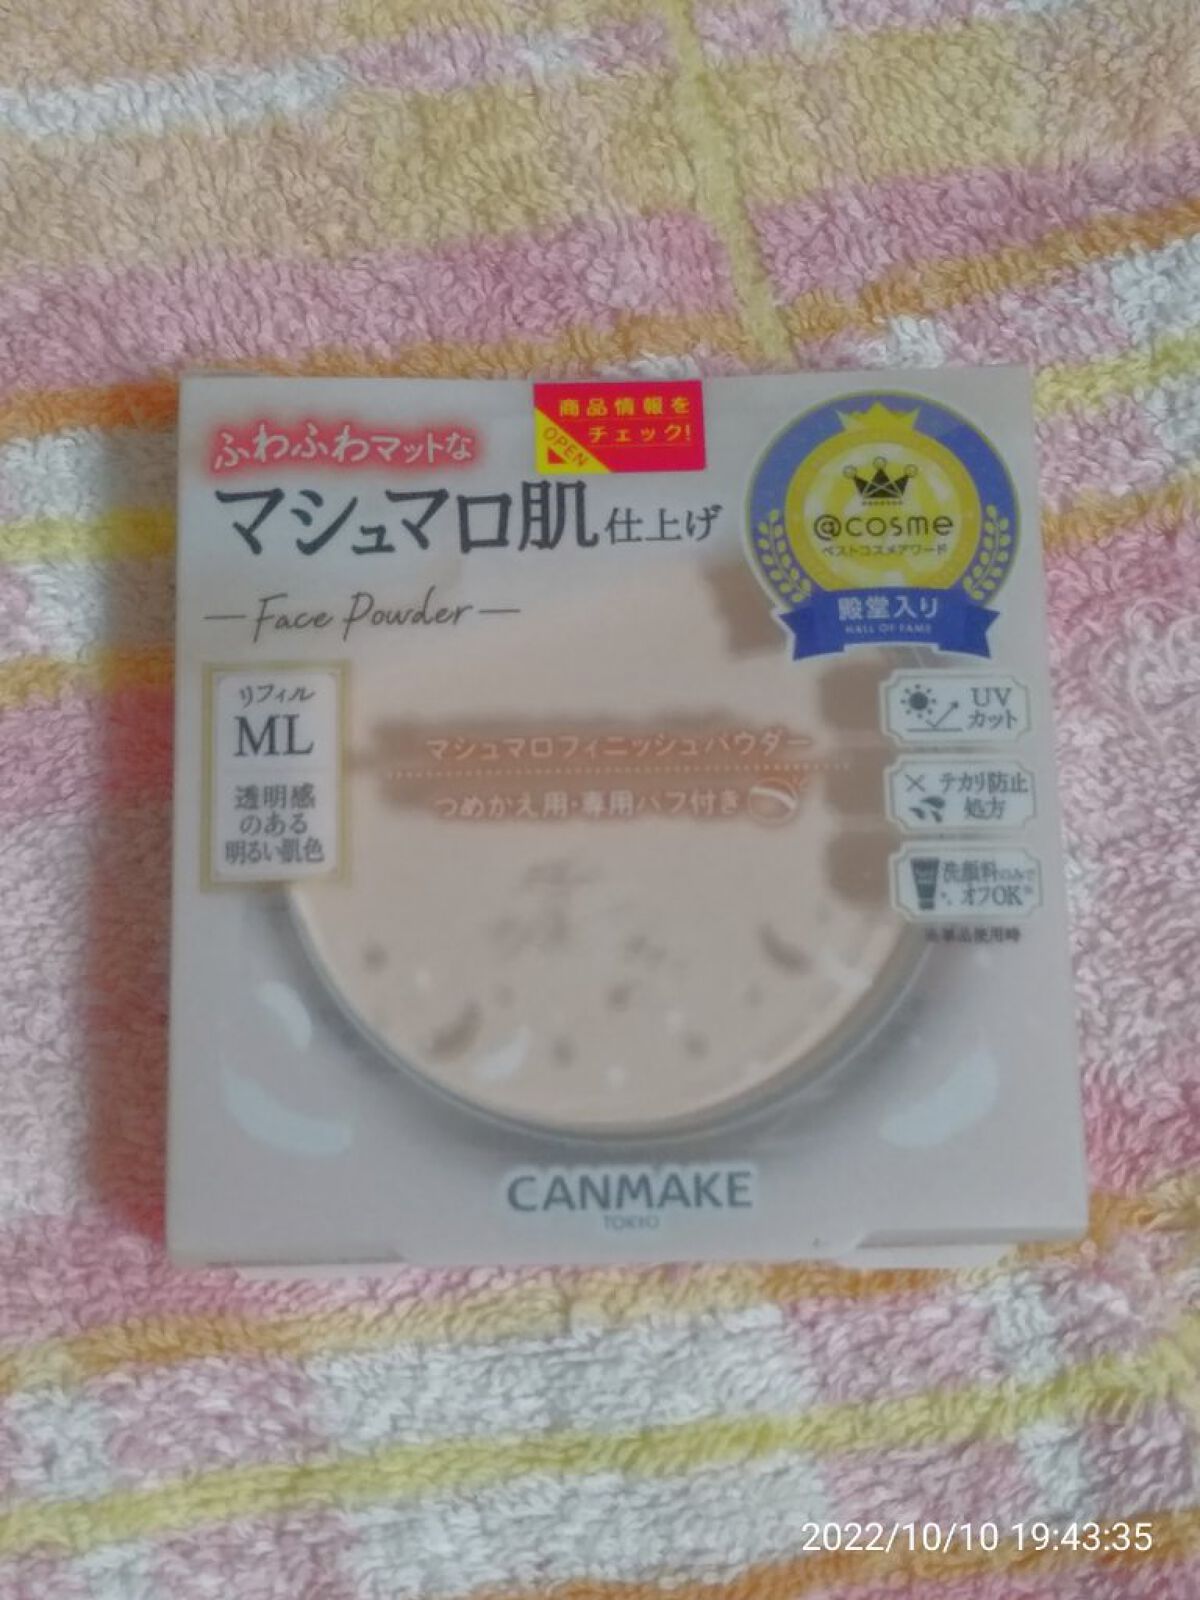 ふわふわマットな
マシュマロ肌仕上げ
Face Powder
商品情報を
チェック!
OPEN
@cosme
ベストコスメアワード
殿堂入り
HALL OF FAME
リフィル
ML
透明感
のある
明るい肌色
マシュマロフィニッシュパウダー
つめかえ用・専用パフ付き
UV
カット
テカリ防止
処方
洗顔料のみで
オフOK※
※単品使用時
CANMAKE
TOKYO
2022/10/10 19:43:35